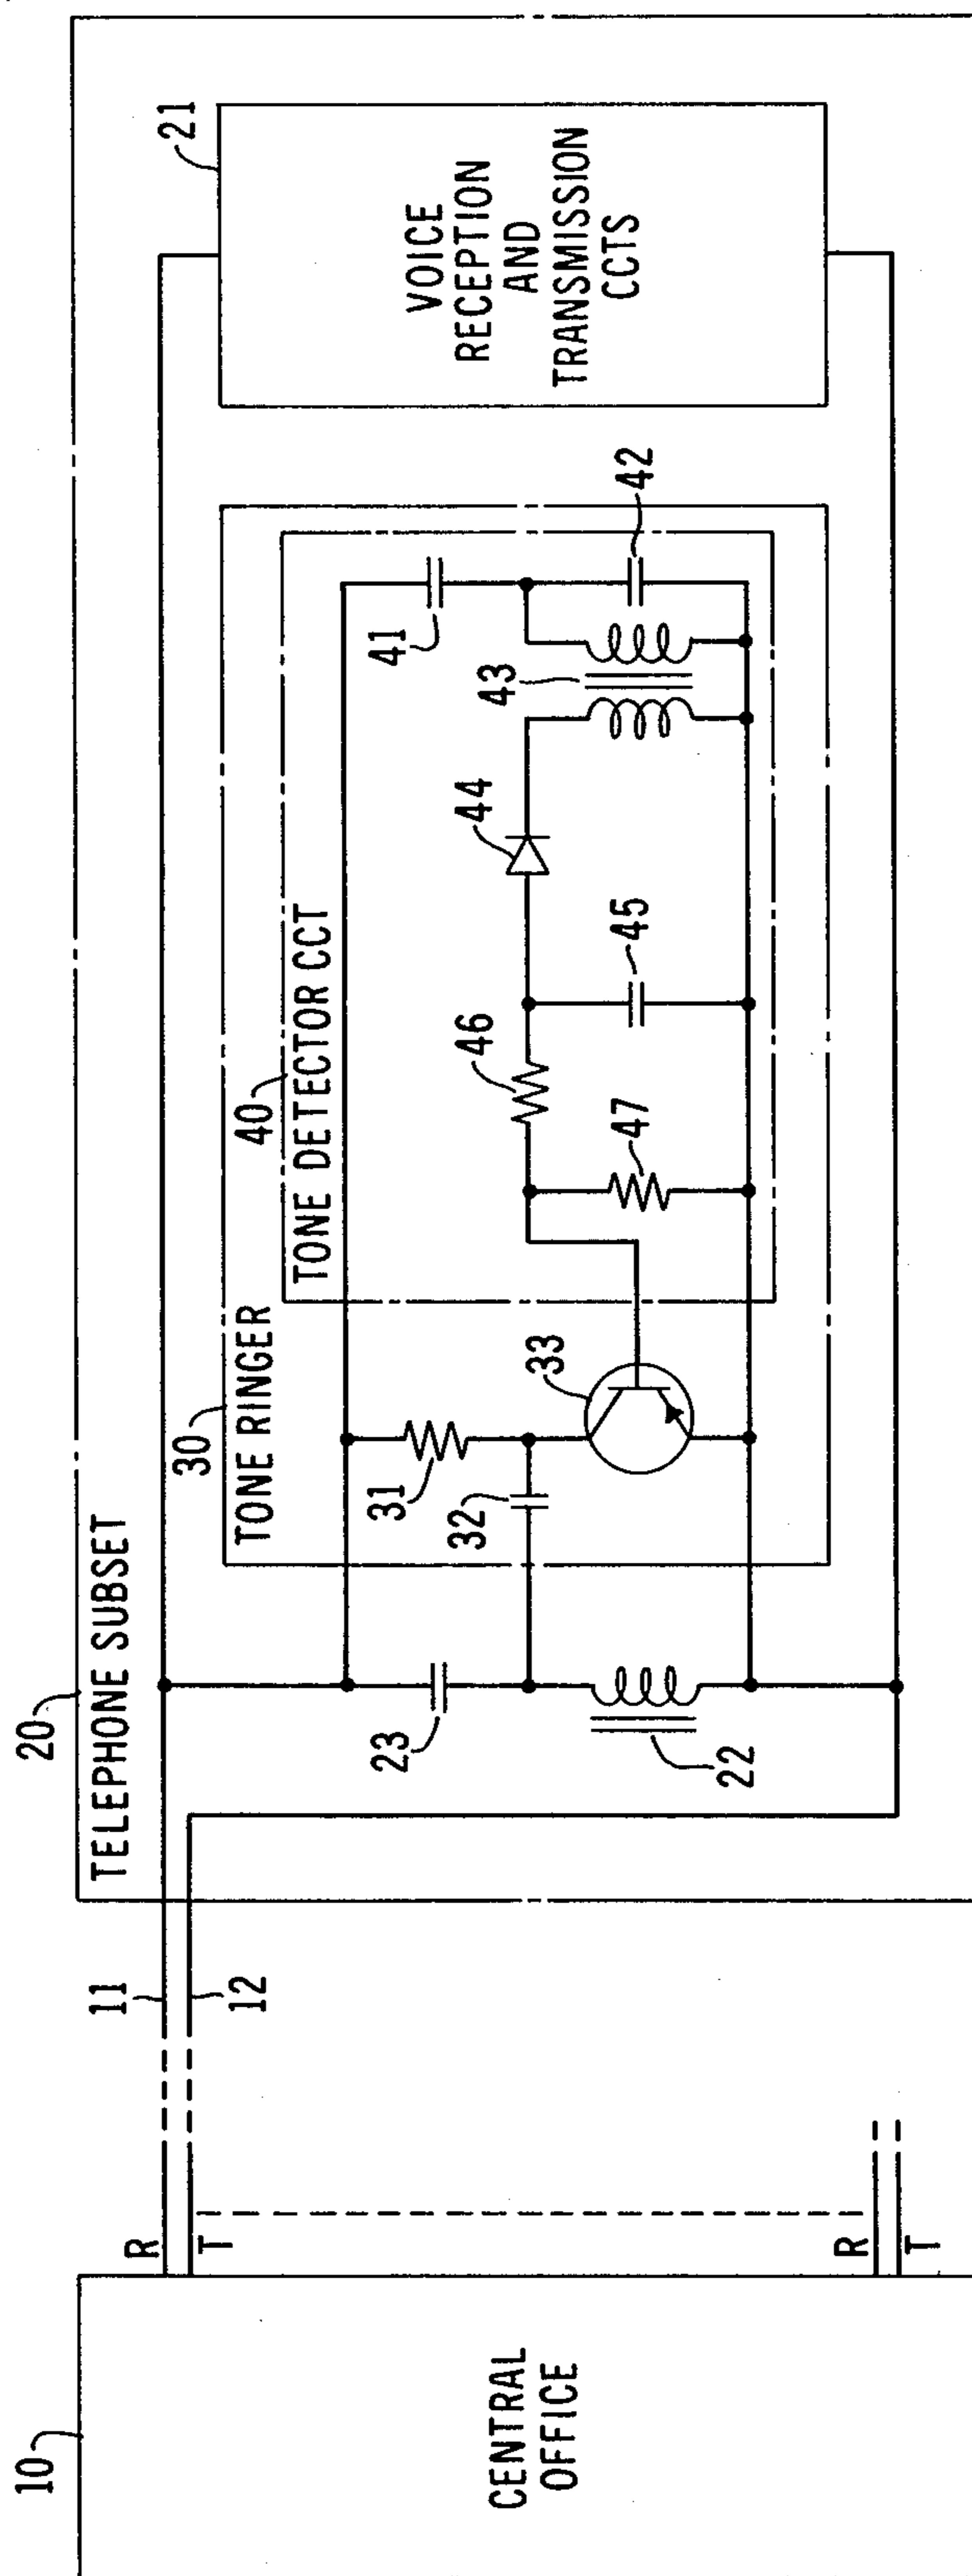 10
CENTRAL
OFFICE
R
T
R
T
11
12
20
TELEPHONE SUBSET
23
22
30
TONE RINGER
31
32
33
40
TONE DETECTOR CCT
47
46
45
44
43
41
42
21
VOICE
RECEPTION
AND
TRANSMISSION
CCTS